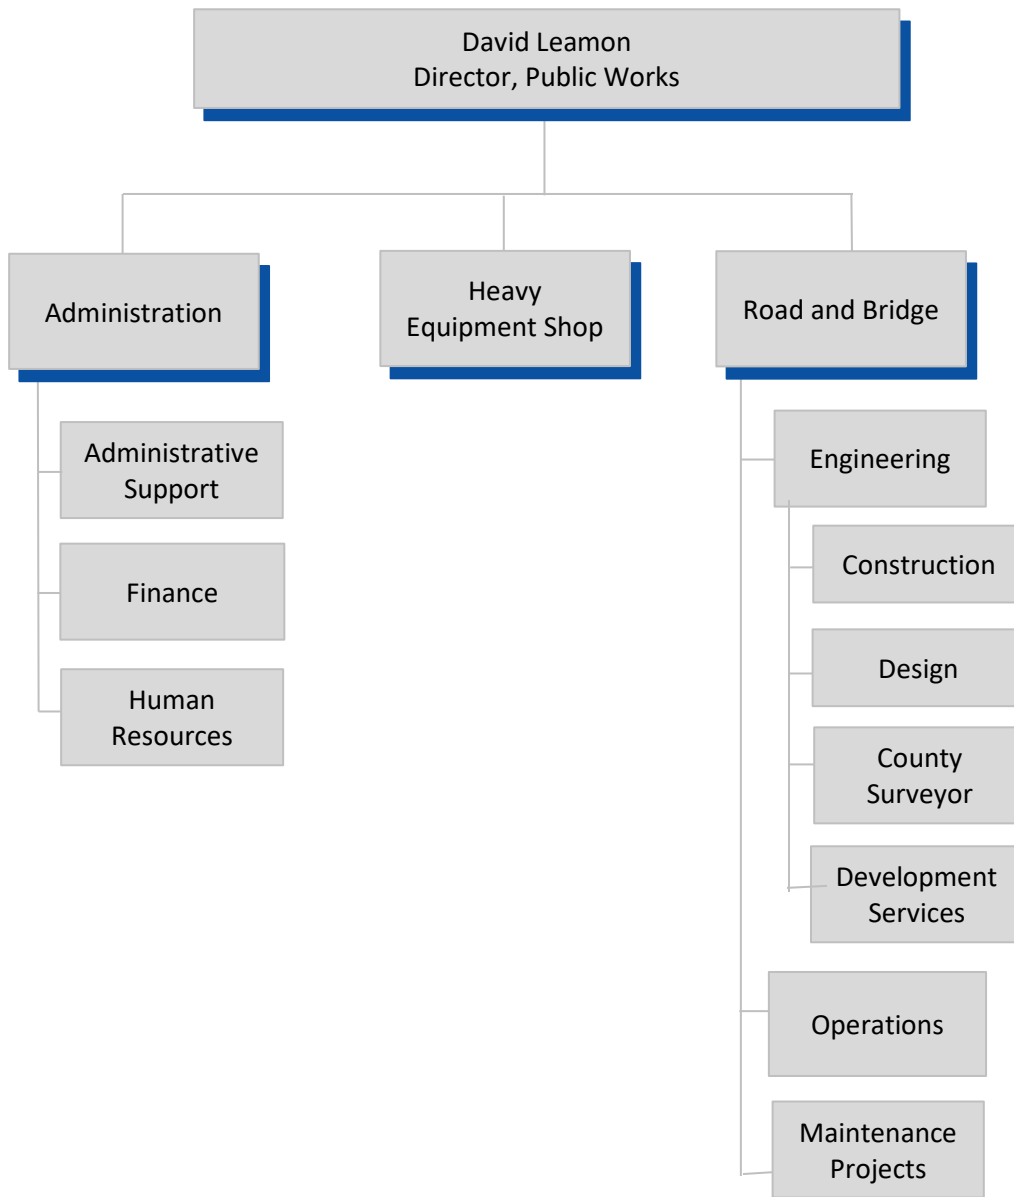 David Leamon
Director, Public Works
Administration
Heavy
Equipment Shop
Road and Bridge
Administrative
Support
Finance
Human
Resources
Engineering
Construction
Design
County
Surveyor
Development
Services
Operations
Maintenance
Projects